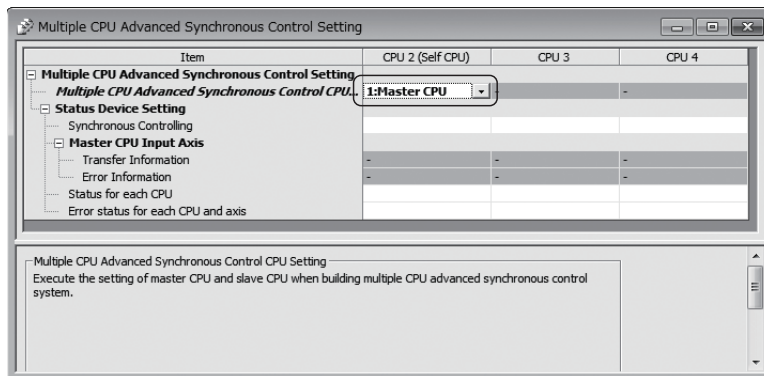 Multiple CPU Advanced Synchronous Control Setting
Item CPU 2 (Self CPU) CPU 3 CPU 4
Multiple CPU Advanced Synchronous Control Setting
Multiple CPU Advanced Synchronous Control CPU... 1:Master CPU - -
Status Device Setting
Synchronous Controlling
Master CPU Input Axis
Transfer Information - - -
Error Information - - -
Status for each CPU
Error status for each CPU and axis
Multiple CPU Advanced Synchronous Control CPU Setting
Execute the setting of master CPU and slave CPU when building multiple CPU advanced synchronous control
system.